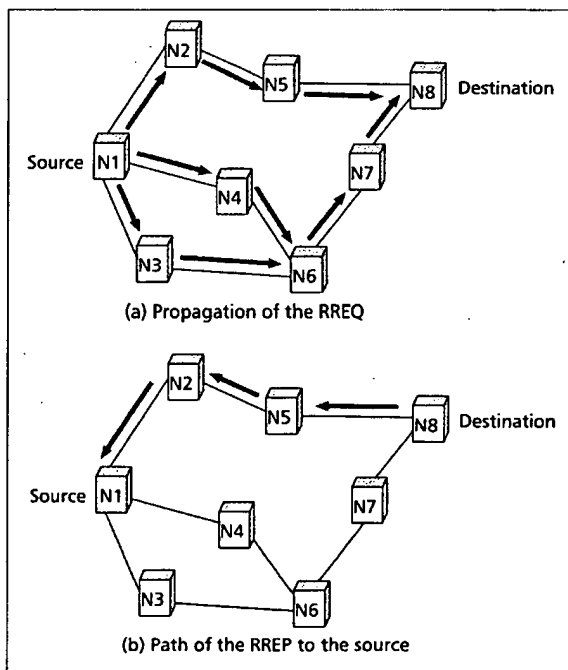 N2
N5
N8
Destination
Source
N1
N4
N7
N3
N6
(a) Propagation of the RREQ
N2
N5
N8
Destination
Source
N1
N4
N7
N3
N6
(b) Path of the RREP to the source